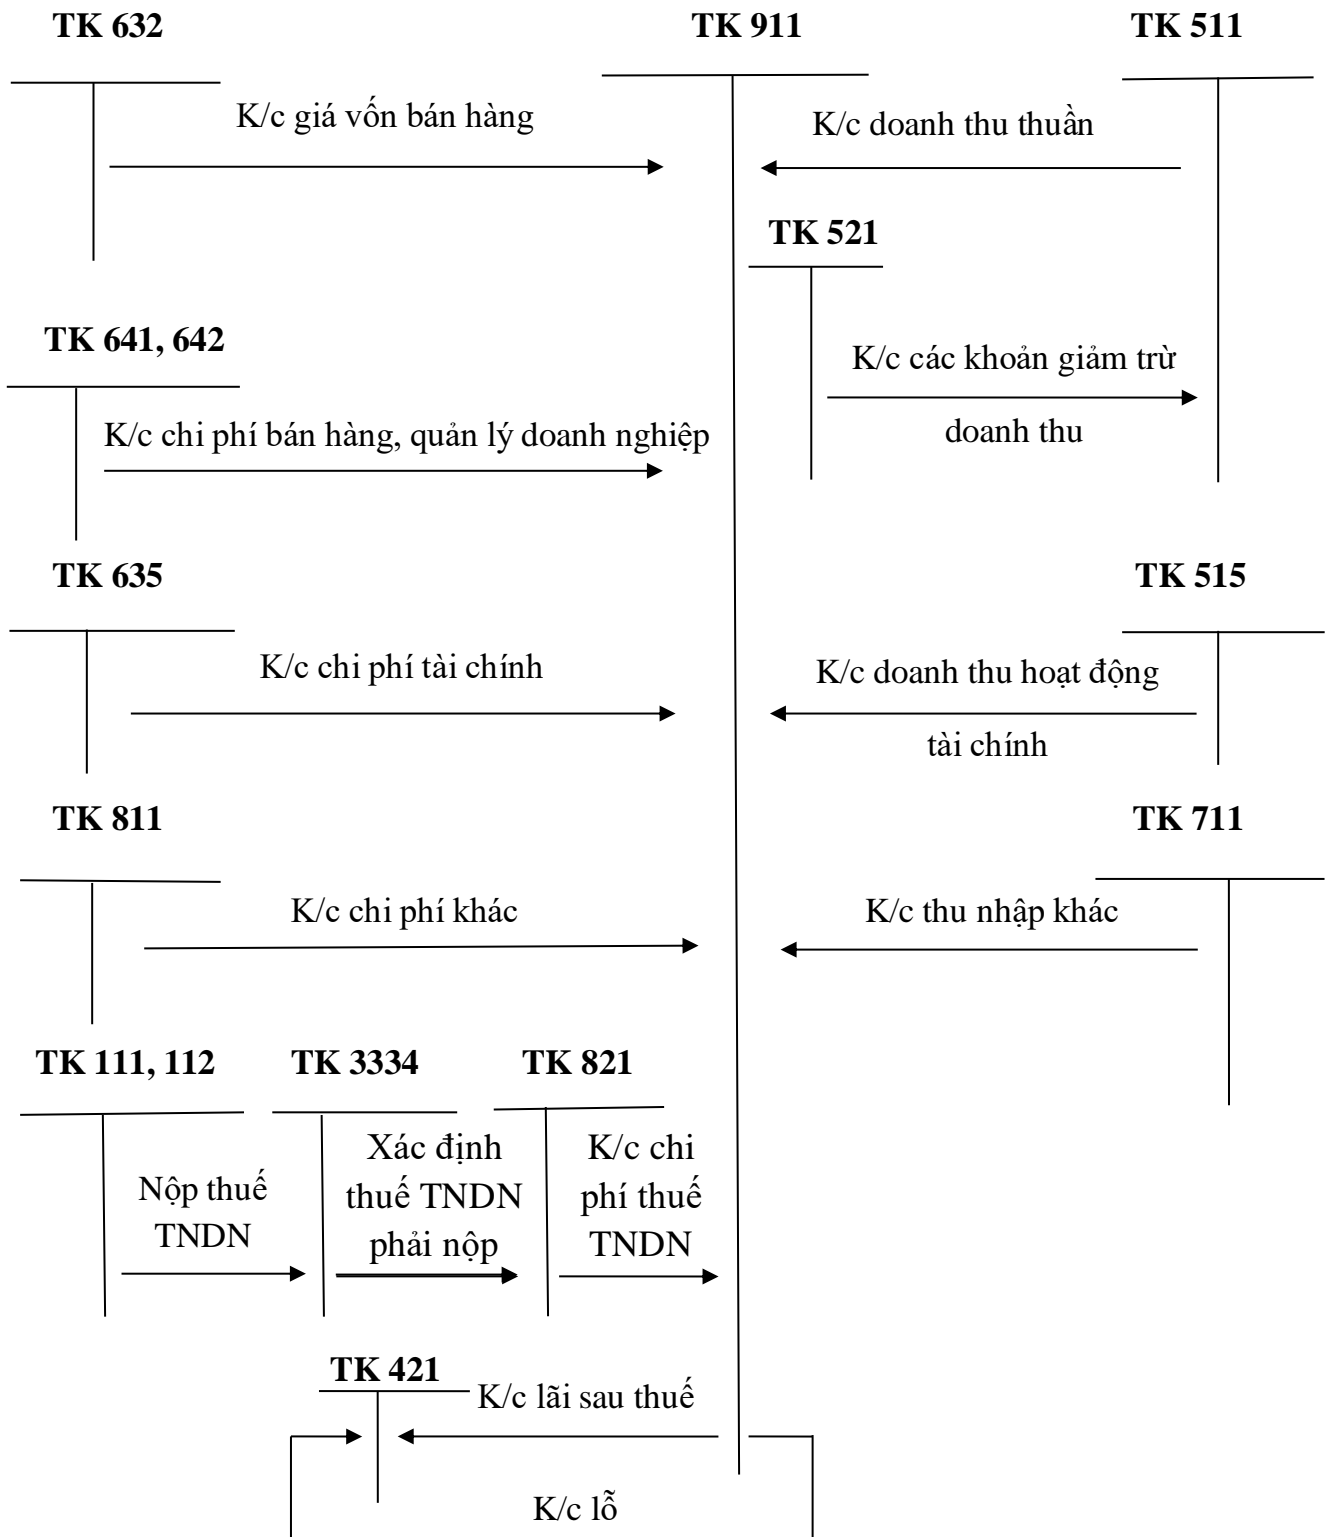 TK 632
TK 911
TK 511
K/c giá vốn bán hàng
K/c doanh thu thuần
TK 521
TK 641, 642
K/c các khoản giảm trừ
doanh thu
K/c chi phí bán hàng, quản lý doanh nghiệp
TK 635
TK 515
K/c chi phí tài chính
K/c doanh thu hoạt động
tài chính
TK 811
TK 711
K/c chi phí khác
K/c thu nhập khác
TK 111, 112
TK 3334
TK 821
Nộp thuế
TNDN
Xác định
thuế TNDN
phải nộp
K/c chi
phí thuế
TNDN
TK 421
K/c lãi sau thuế
K/c lỗ